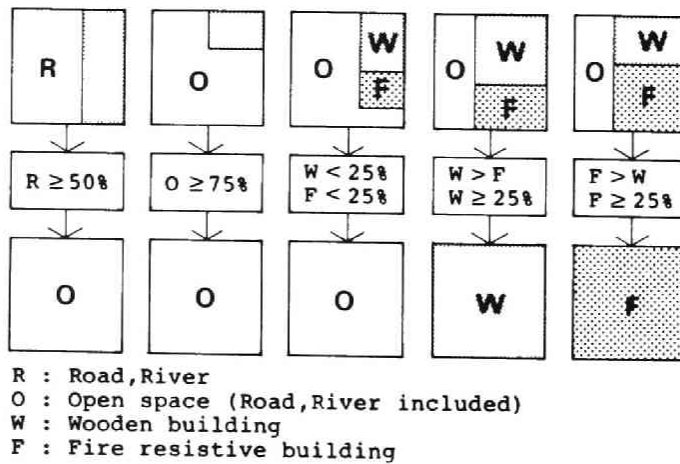 R O O W F O W F O W F
R ≥ 50% O ≥ 75% W < 25% F < 25% W > F W ≥ 25% F > W F ≥ 25%
O O O W F
R : Road,River
O : Open space (Road,River included)
W : Wooden building
F : Fire resistive building